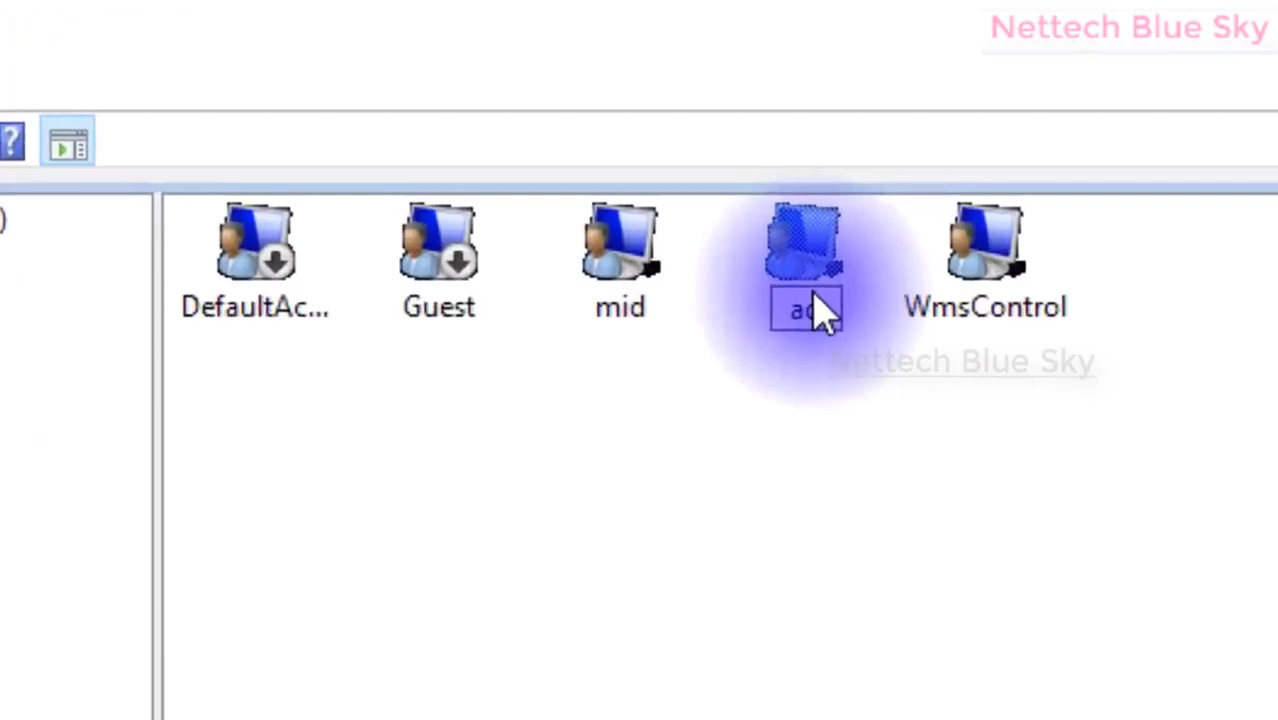 Nettech Blue Sky
?
)
DefaultAc...
Guest
mid
WmsControl
Nettech Blue Sky